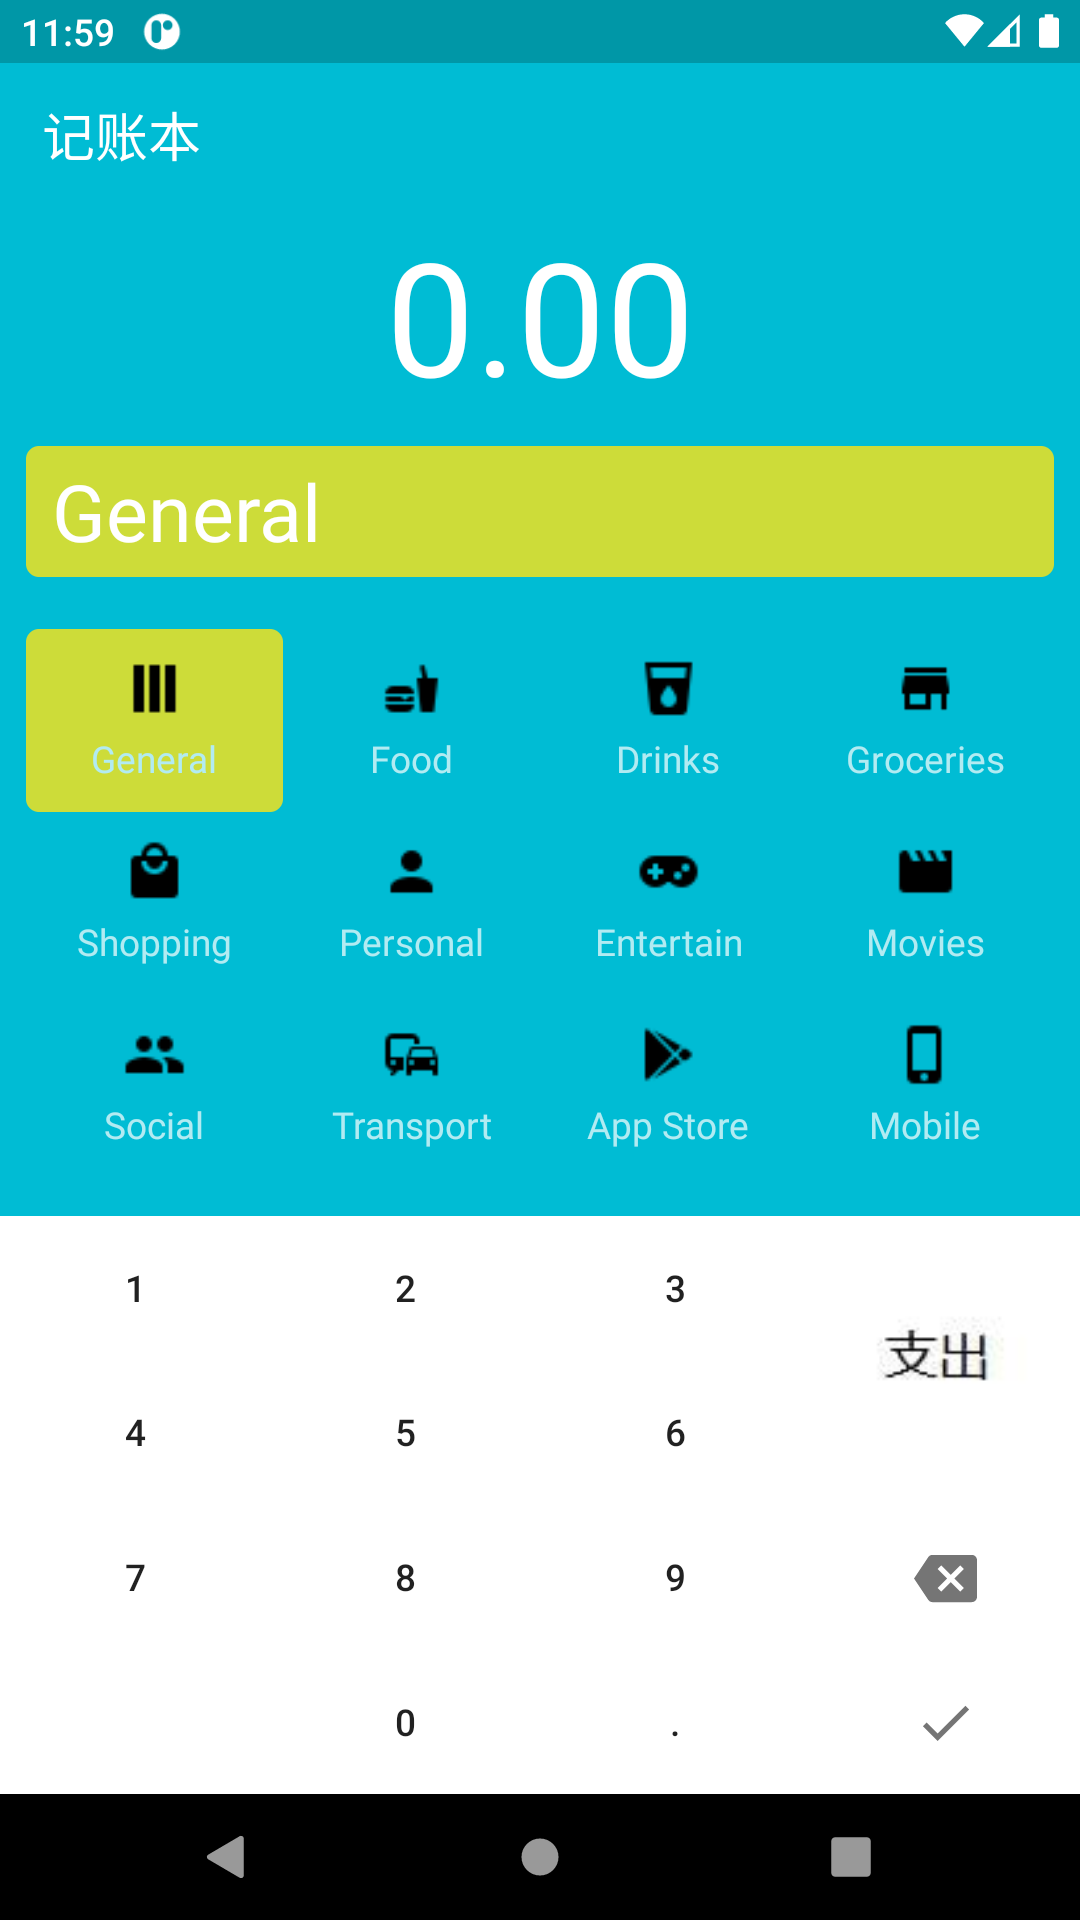 11:59
记账本
0.00
General
General Food Drinks Groceries
Shopping Personal Entertain Movies
Social Transport App Store Mobile
1 2 3
支出
4 5 6
7 8 9
0 .